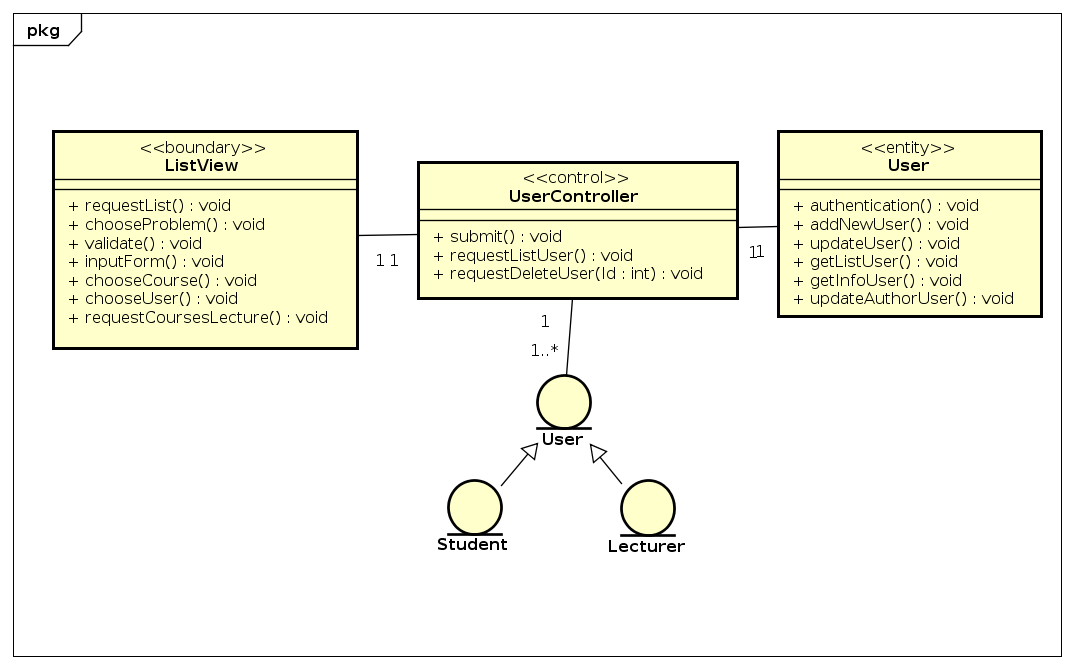 pkg
<<boundary>>
ListView
+ requestList() : void
+ chooseProblem() : void
+ validate() : void
+ inputForm() : void
+ chooseCourse() : void
+ chooseUser() : void
+ requestCoursesLecture() : void
<<control>>
UserController
+ submit() : void
+ requestListUser() : void
+ requestDeleteUser(Id : int) : void
<<entity>>
User
+ authentication() : void
+ addNewUser() : void
+ updateUser() : void
+ getListUser() : void
+ getInfoUser() : void
+ updateAuthorUser() : void
1 1
11
1
1..*
User
Student
Lecturer